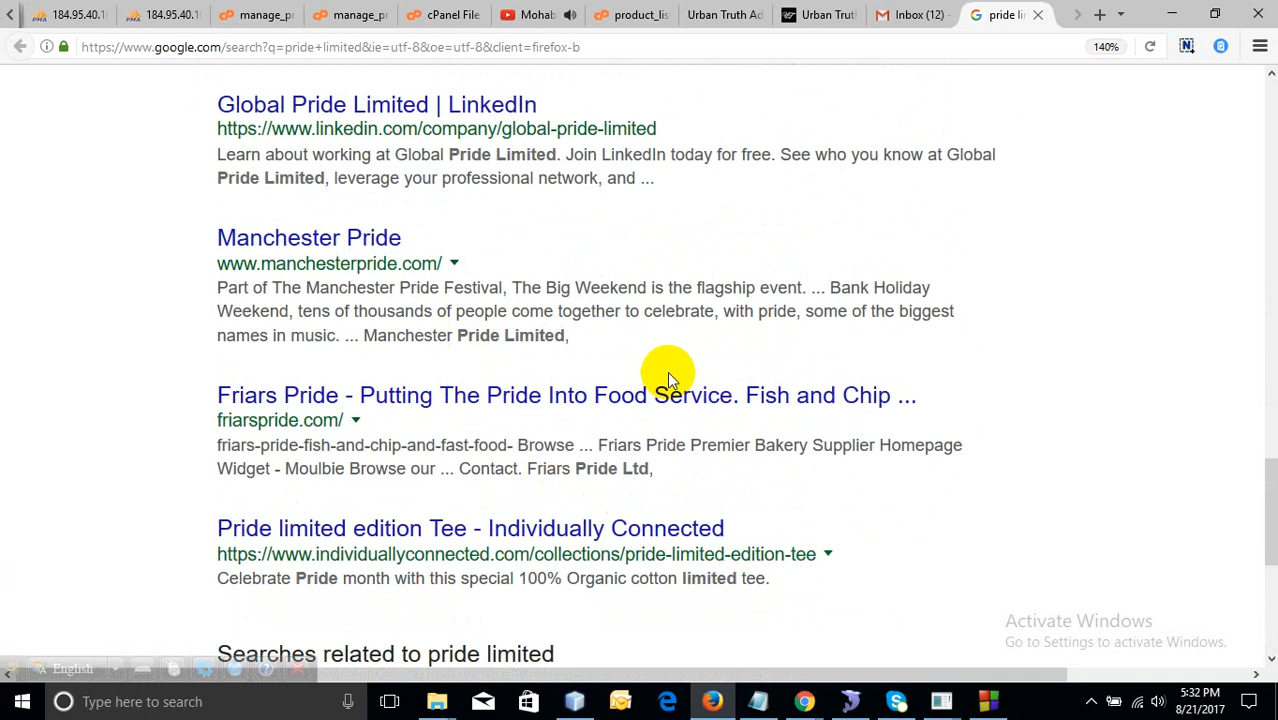 184.95.40.1
184.95.40.1
manage_p
manage_p
cPanel File
Mohab
product_lis
Urban Truth Ad
Urban Trut
Inbox (12) -
pride li
https://www.google.com/search?q=pride+limited&ie=utf-8&oe=utf-8&client=firefox-b
140%
Global Pride Limited | LinkedIn
https://www.linkedin.com/company/global-pride-limited
Learn about working at Global Pride Limited. Join LinkedIn today for free. See who you know at Global
Pride Limited, leverage your professional network, and ...
Manchester Pride
www.manchesterpride.com/
Part of The Manchester Pride Festival, The Big Weekend is the flagship event. ... Bank Holiday
Weekend, tens of thousands of people come together to celebrate, with pride, some of the biggest
names in music. ... Manchester Pride Limited,
Friars Pride - Putting The Pride Into Food Service. Fish and Chip ...
friarspride.com/
friars-pride-fish-and-chip-and-fast-food- Browse ... Friars Pride Premier Bakery Supplier Homepage
Widget - Moulbie Browse our ... Contact. Friars Pride Ltd,
Pride limited edition Tee - Individually Connected
https://www.individuallyconnected.com/collections/pride-limited-edition-tee
Celebrate Pride month with this special 100% Organic cotton limited tee.
Activate Windows
Go to Settings to activate Windows.
Searches related to pride limited
English
Type here to search
5:32 PM
8/21/2017